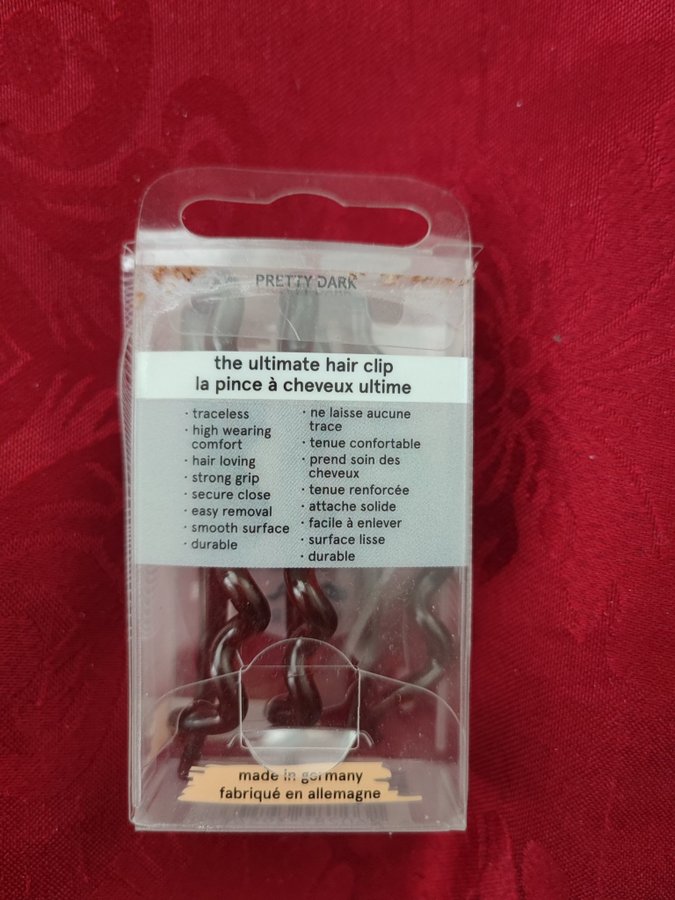 PRETTY DARK
the ultimate hair clip
la pince à cheveux ultime
· traceless
· high wearing
comfort
· hair loving
· strong grip
· secure close
· easy removal
· smooth surface
· durable
· ne laisse aucune
trace
· tenue confortable
· prend soin des
cheveux
· tenue renforcée
· attache solide
· facile à enlever
· surface lisse
· durable
made in germany
fabriqué en allemagne